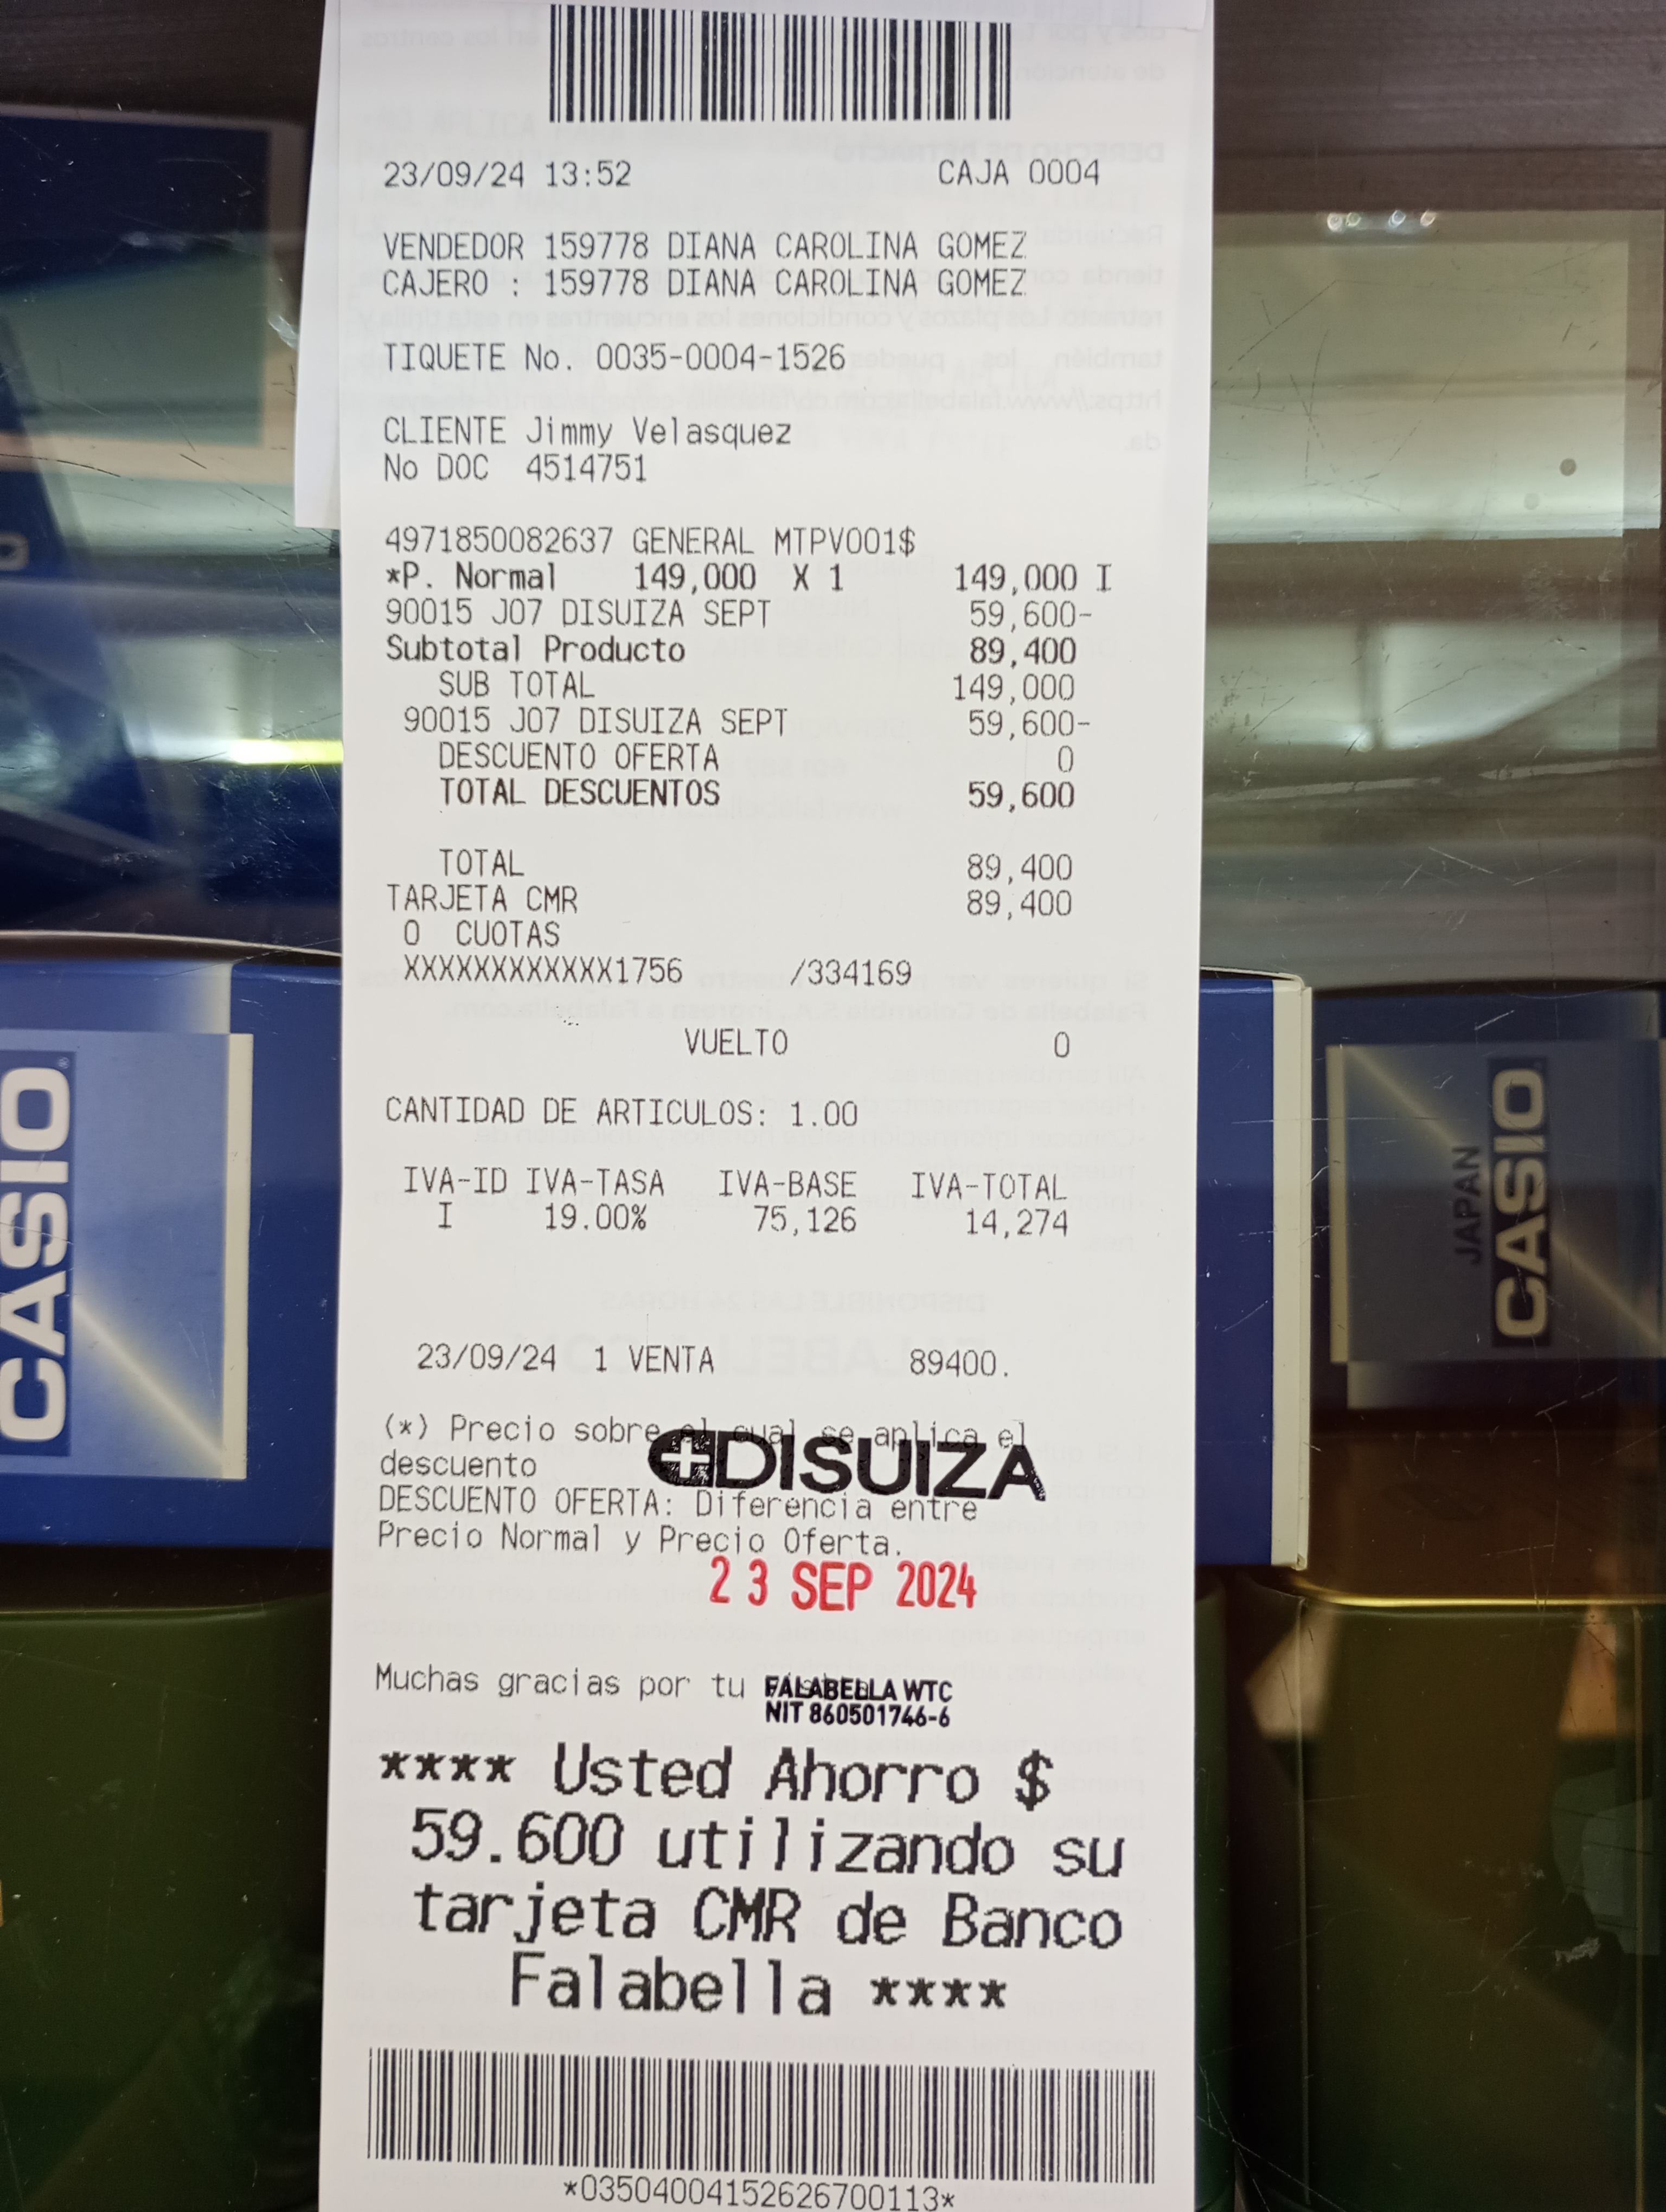 23/09/24 13:52 CAJA 0004
VENDEDOR 159778 DIANA CAROLINA GOMEZ
CAJERO : 159778 DIANA CAROLINA GOMEZ
TIQUETE No. 0035-0004-1526
CLIENTE Jimmy Velasquez
No DOC 4514751
4971850082637 GENERAL MTPV001$
*P. Normal 149,000 X 1 149,000 I
90015 J07 DISUIZA SEPT 59,600-
Subtotal Producto 89,400
SUB TOTAL 149,000
90015 J07 DISUIZA SEPT 59,600-
DESCUENTO OFERTA 0
TOTAL DESCUENTOS 59,600
TOTAL 89,400
TARJETA CMR 89,400
0 CUOTAS
XXXXXXXXXXXX1756 /334169
VUELTO 0
CANTIDAD DE ARTICULOS: 1.00
IVA-ID IVA-TASA IVA-BASE IVA-TOTAL
I 19.00% 75,126 14,274
23/09/24 1 VENTA 89400.
(*) Precio sobre el cual se aplica el
descuento
DISUIZA
DESCUENTO OFERTA: Diferencia entre
Precio Normal y Precio Oferta.
23 SEP 2024
Muchas gracias por tu
FALABELLA WTC
NIT 860501746-6
**** Usted Ahorro $
59.600 utilizando su
tarjeta CMR de Banco
Falabella ****
*03504004152626700113*
CASIO
JAPAN
CASIO